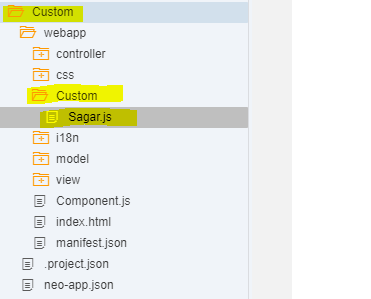 Custom
webapp
controller
css
Custom
Sagar.js
i18n
model
view
Component.js
index.html
manifest.json
.project.json
neo-app.json